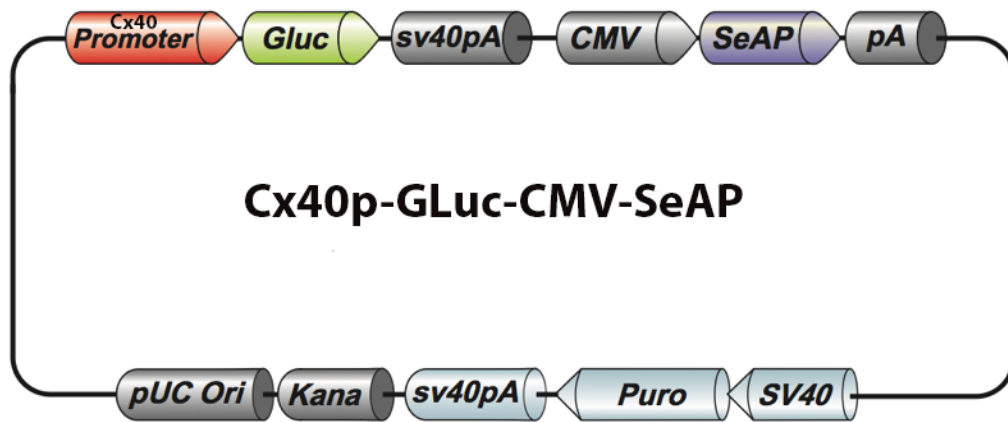 Cx40
Promoter
Gluc
sv40pA
CMV
SeAP
pA
Cx40p-GLuc-CMV-SeAP
pUC Ori
Kana
sv40pA
Puro
SV40